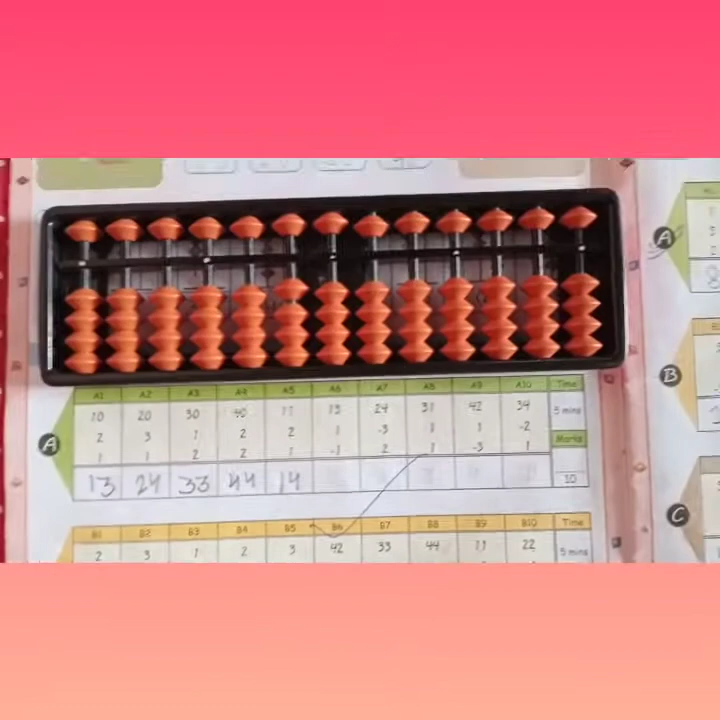 A
A1 A2 A3 A4 A5 A6 A7 A8 A9 A10 Time
10 20 30 40 11 13 24 31 42 34 5 mins
2 3 1 2 2 1 -3 1 1 -2 Marks
1 1 2 2 1 -1 2 1 -3 1
13 24 33 44 14 10
B1 B2 B3 B4 B5 B6 B7 B8 B9 B10 Time
2 3 1 2 3 42 33 44 11 22 5 mins
A
B
C